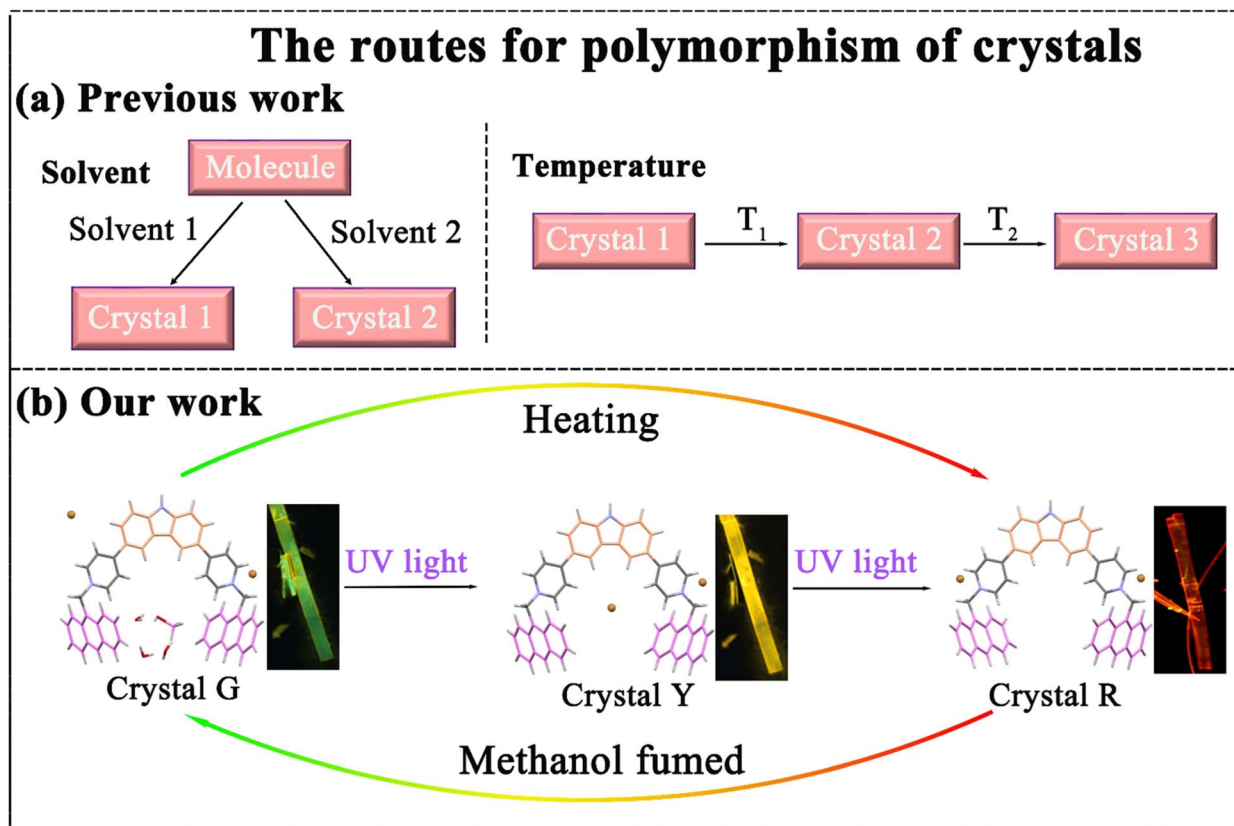 The routes for polymorphism of crystals
(a) Previous work
Solvent
Molecule
Solvent 1
Solvent 2
Crystal 1
Crystal 2
Temperature
Crystal 1
T1
Crystal 2
T2
Crystal 3
(b) Our work
Heating
UV light
UV light
Crystal G
Crystal Y
Crystal R
Methanol fumed